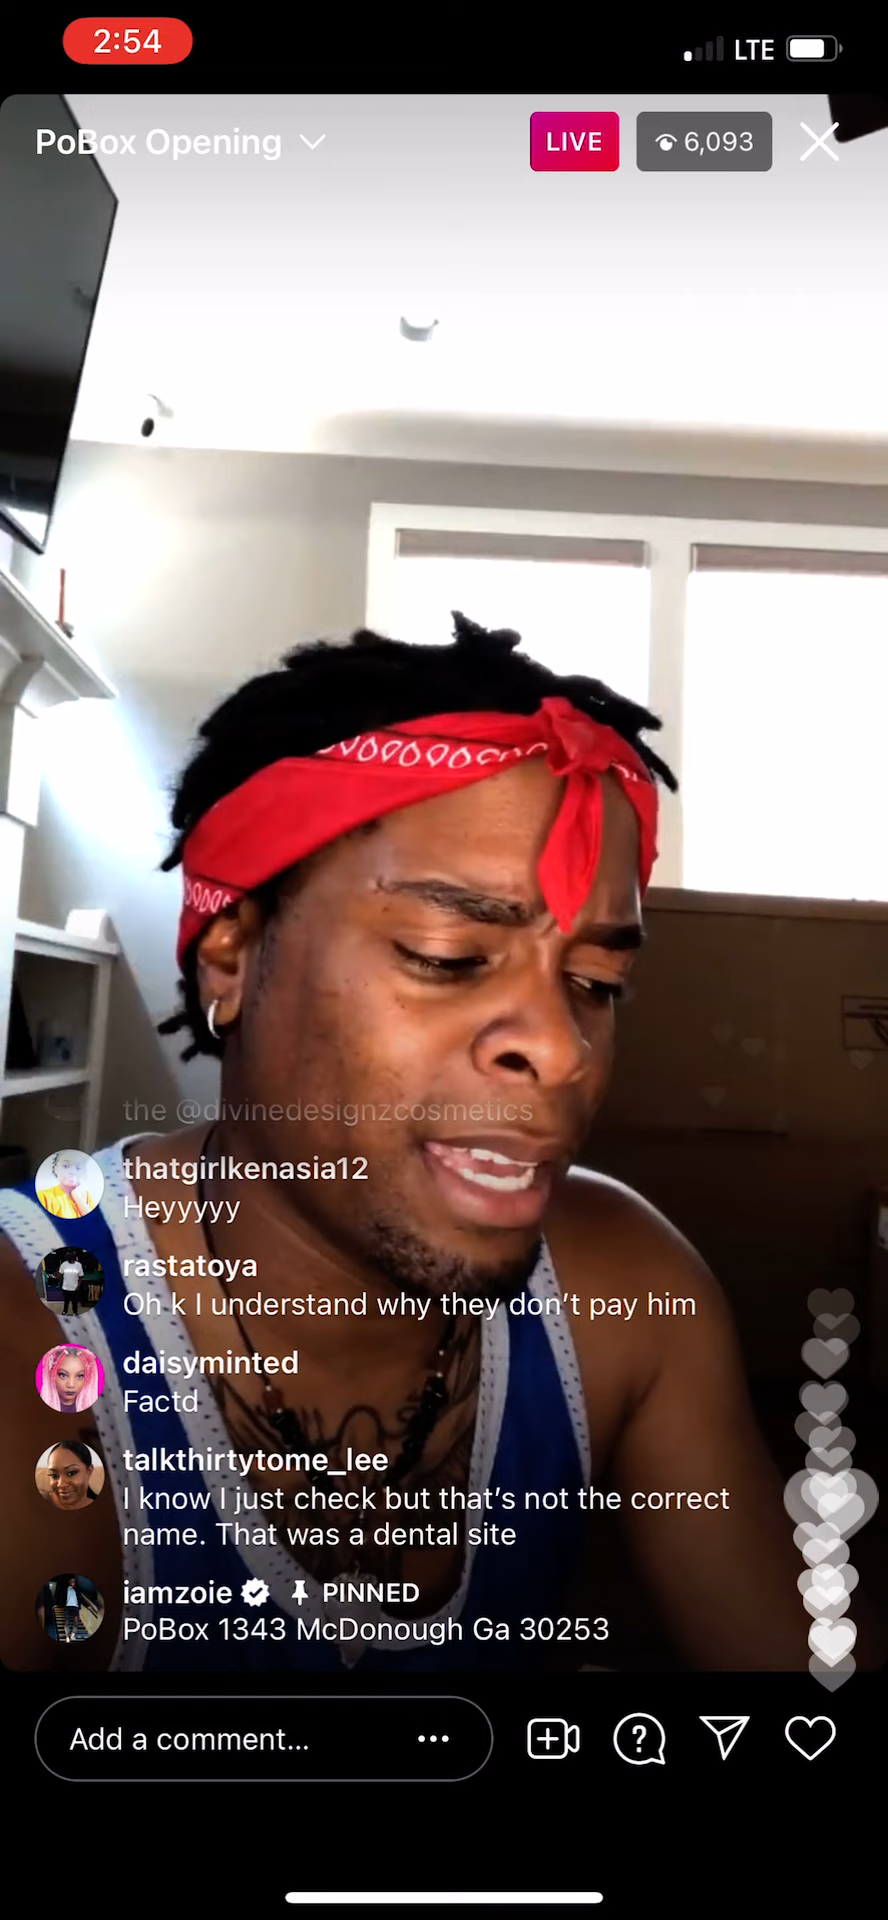 2:54
LTE
PoBox Opening
LIVE
6,093
the @divinedesignzcosmetics
thatgirlkenasia12
Heyyyyy
rastatoya
Oh k I understand why they don’t pay him
daisyminted
Factd
talkthirtytome_lee
I know I just check but that’s not the correct
name. That was a dental site
iamzoie PINNED
PoBox 1343 McDonough Ga 30253
Add a comment...